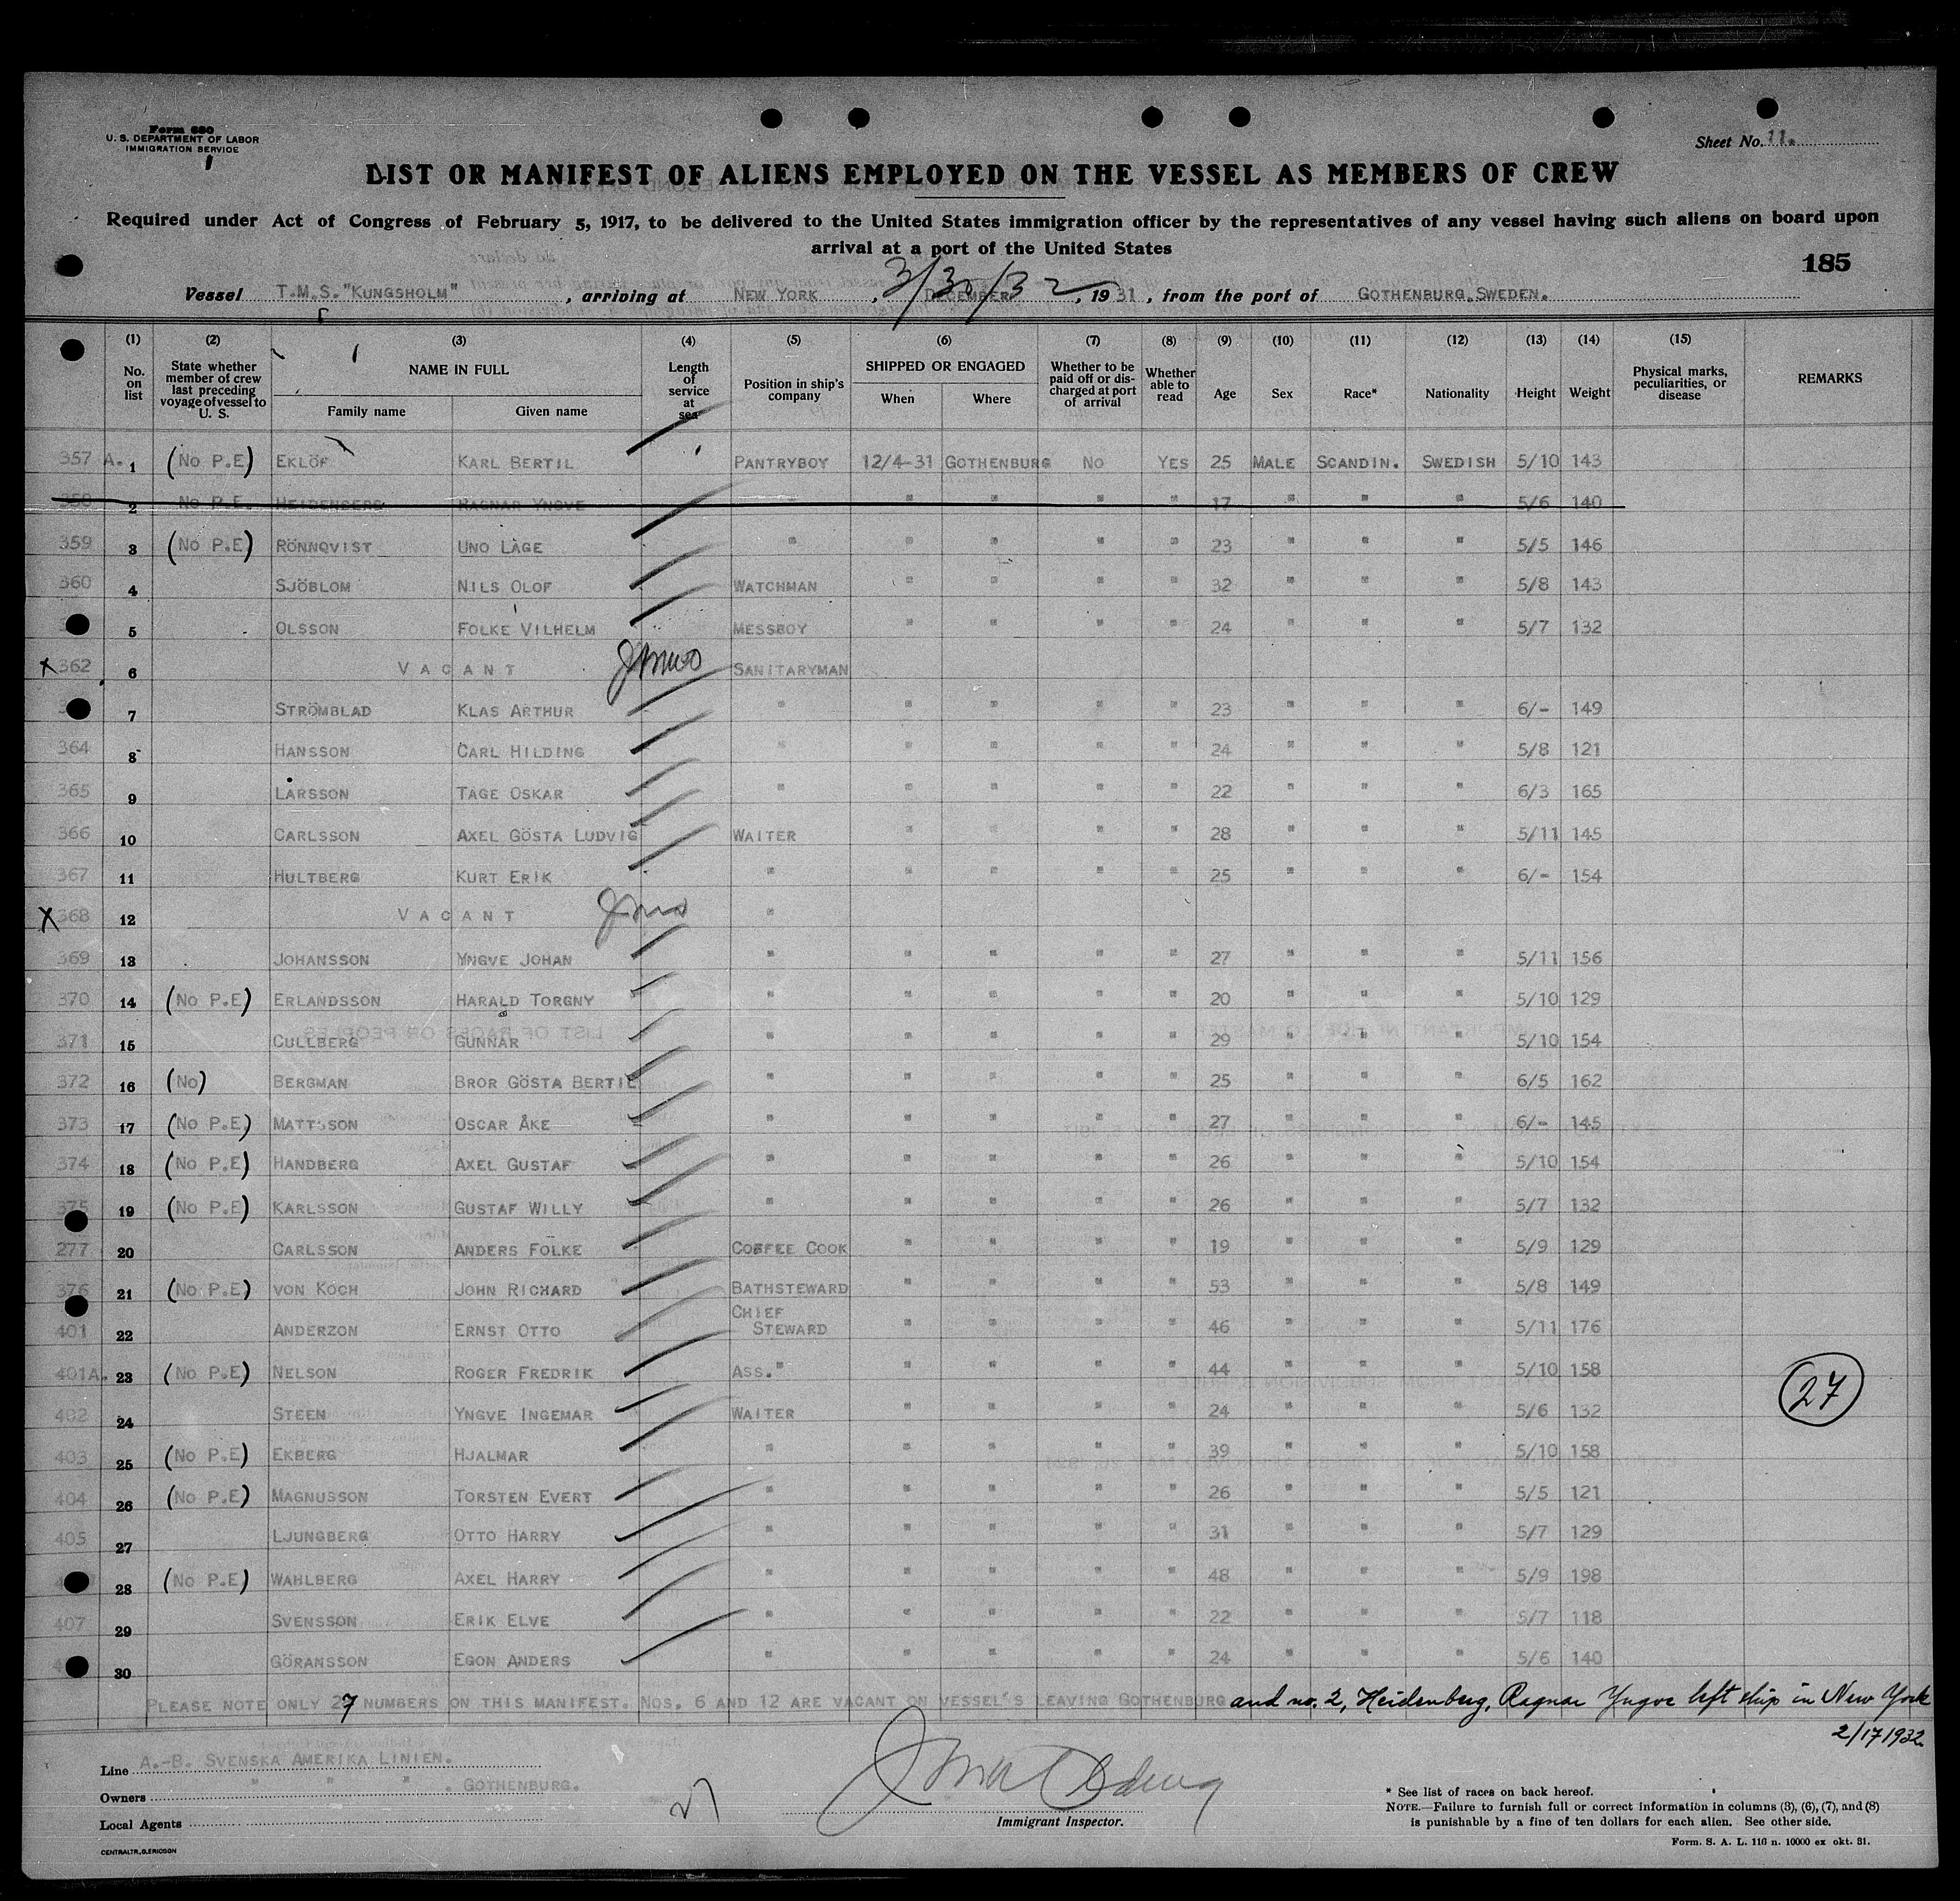 Form 680
U. S. DEPARTMENT OF LABOR
IMMIGRATION SERVICE
Sheet No. 11.
LIST OR MANIFEST OF ALIENS EMPLOYED ON THE VESSEL AS MEMBERS OF CREW
Required under Act of Congress of February 5, 1917, to be delivered to the United States immigration officer by the representatives of any vessel having such aliens on board upon
arrival at a port of the United States
185
Vessel T.M.S. "KUNGSHOLM", arriving at NEW YORK, DECEMBER 3/30/32, 1931, from the port of GOTHENBURG, SWEDEN.
(1) No. on list (2) State whether member of crew last preceding voyage of vessel to U. S. (3) NAME IN FULL Family name Given name (4) Length of service at sea (5) Position in ship's company (6) SHIPPED OR ENGAGED When Where (7) Whether to be paid off or discharged at port of arrival (8) Whether able to read (9) Age (10) Sex (11) Race* (12) Nationality (13) Height (14) Weight (15) Physical marks, peculiarities, or disease REMARKS
357 A. 1 (NO P.E) EKLÖF KARL BERTIL PANTRYBOY 12/4-31 GOTHENBURG NO YES 25 MALE SCANDIN. SWEDISH 5/10 143
358 2 NO P.E. HEIDENBERG RAGNAR YNGVE " " " " 17 " " " 5/6 140
359 3 (NO P.E) RÖNNQVIST UNO LAGE " " " " " 23 " " " 5/5 146
360 4 SJÖBLOM NILS OLOF WATCHMAN " " " " 32 " " " 5/8 143
5 OLSSON FOLKE VILHELM MESSBOY " " " " 24 " " " 5/7 132
X 362 6 VACANT SANITARYMAN
7 STRÖMBLAD KLAS ARTHUR " " " " " 23 " " " 6/- 149
364 8 HANSSON CARL HILDING " " " " " 24 " " " 5/8 121
365 9 LARSSON TAGE OSKAR " " " " " 22 " " " 6/3 165
366 10 CARLSSON AXEL GÖSTA LUDVIG WAITER " " " " 28 " " " 5/11 145
367 11 HULTBERG KURT ERIK " " " " " 25 " " " 6/- 154
X 368 12 VACANT "
369 13 JOHANSSON YNGVE JOHAN " " " " " 27 " " " 5/11 156
370 14 (NO P.E) ERLANDSSON HARALD TORGNY " " " " " 20 " " " 5/10 129
371 15 CULLBERG GUNNAR " " " " " 29 " " " 5/10 154
372 16 (NO) BERGMAN BROR GÖSTA BERTIL " " " " " 25 " " " 6/5 162
373 17 (NO P.E) MATTSSON OSCAR ÅKE " " " " " 27 " " " 6/- 145
374 18 (NO P.E) HANDBERG AXEL GUSTAF " " " " " 26 " " " 5/10 154
375 19 (NO P.E) KARLSSON GUSTAF WILLY " " " " " 26 " " " 5/7 132
277 20 CARLSSON ANDERS FOLKE COFFEE COOK " " " " 19 " " " 5/9 129
376 21 (NO P.E) VON KOCH JOHN RICHARD BATHSTEWARD " " " " 53 " " " 5/8 149
401 22 ANDERZON ERNST OTTO CHIEF STEWARD " " " " 46 " " " 5/11 176
401A. 23 (NO P.E) NELSON ROGER FREDRIK ASS. " " " " " 44 " " " 5/10 158
27
402 24 STEEN YNGVE INGEMAR WAITER " " " " 24 " " " 5/6 132
403 25 (NO P.E) EKBERG HJALMAR " " " " " 39 " " " 5/10 158
404 26 (NO P.E) MAGNUSSON TORSTEN EVERT " " " " " 26 " " " 5/5 121
405 27 LJUNGBERG OTTO HARRY " " " " " 31 " " " 5/7 129
28 (NO P.E) WAHLBERG AXEL HARRY " " " " " 48 " " " 5/9 198
407 29 SVENSSON ERIK ELVE " " " " " 22 " " " 5/7 118
30 GÖRANSSON EGON ANDERS " " " " " 24 " " " 5/6 140
PLEASE NOTE ONLY 27 NUMBERS ON THIS MANIFEST. NOS. 6 AND 12 ARE VACANT ON VESSEL'S LEAVING GOTHENBURG and no. 2, Heidenberg, Ragnar Yngve left ship in New York
2/17 1932.
Line A.-B. SVENSKA AMERIKA LINIEN.
Owners " " " . GOTHENBURG.
Local Agents
27
Immigrant Inspector.
* See list of races on back hereof.
NOTE.—Failure to furnish full or correct information in columns (3), (6), (7), and (8)
is punishable by a fine of ten dollars for each alien. See other side.
Form. S. A. L. 116 n. 10000 ex okt. 31.
CENTRALTR., G. ERICSON